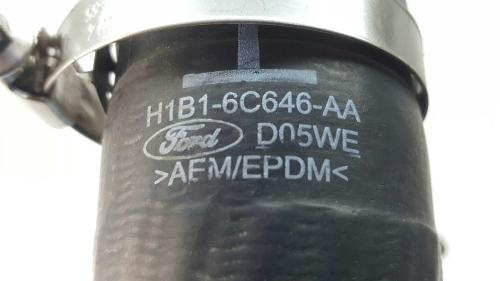 H1B1-6C646-AA
Ford D05WE
>AEM/EPDM<